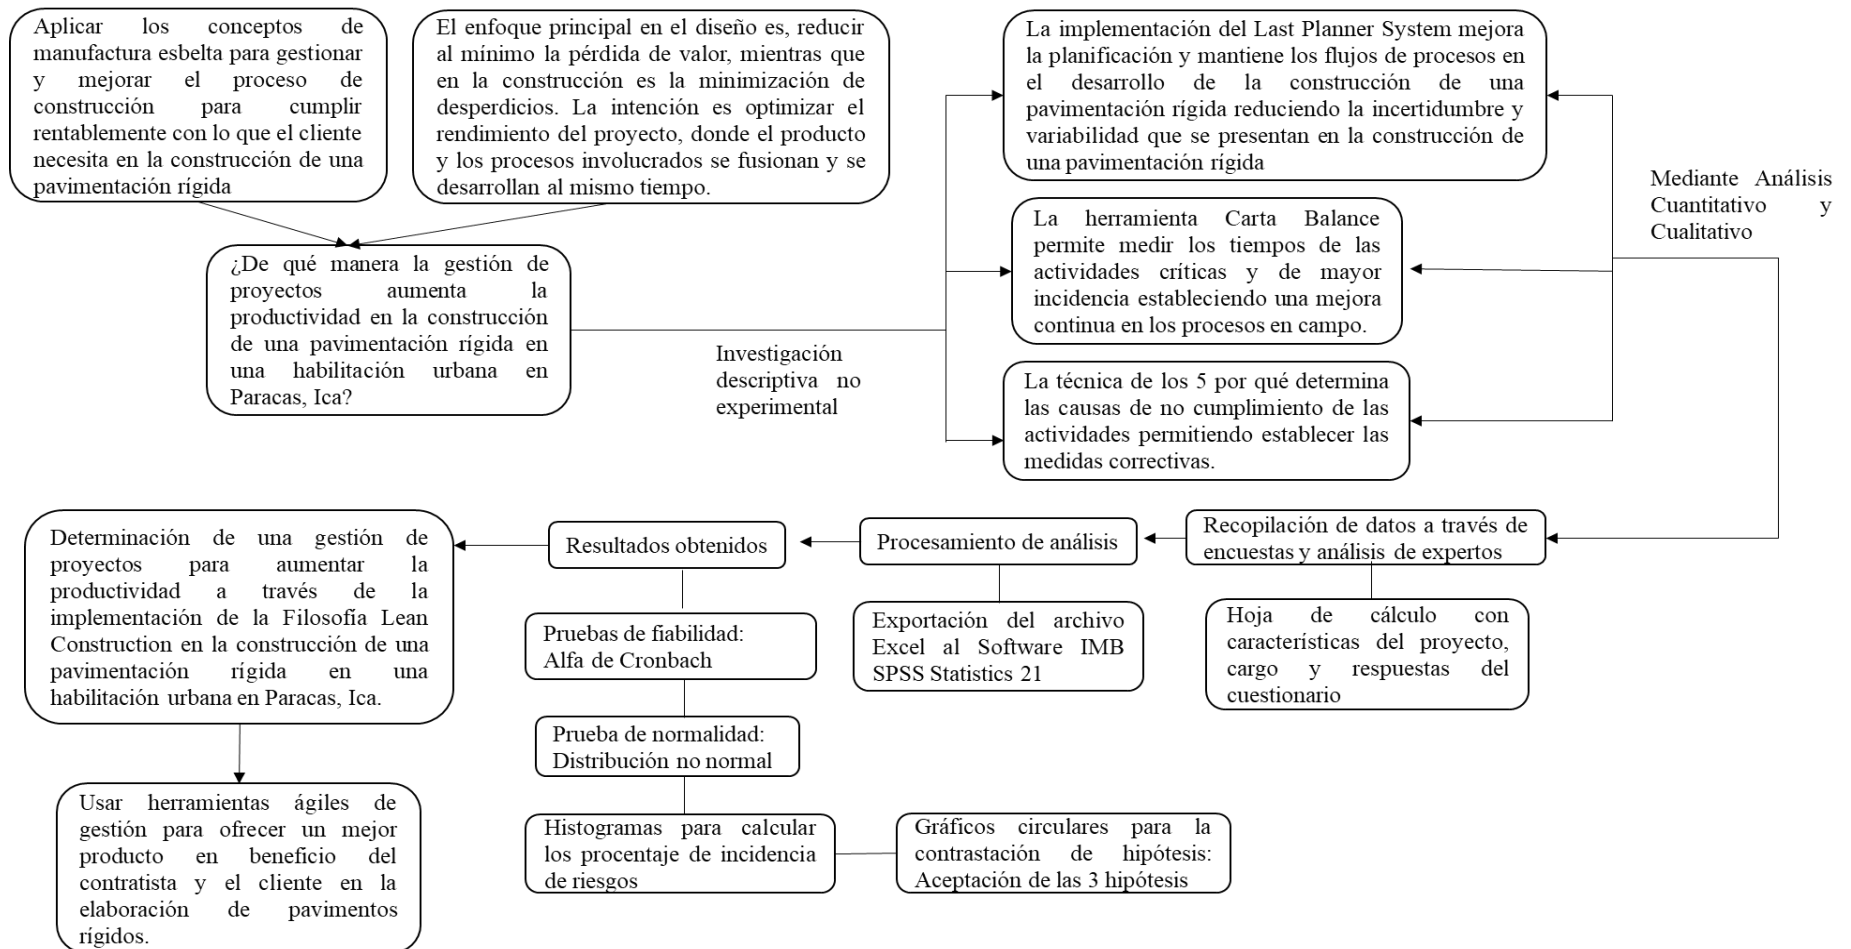 Aplicar los conceptos de
manufactura esbelta para gestionar
y mejorar el proceso de
construcción para cumplir
rentablemente con lo que el cliente
necesita en la construcción de una
pavimentación rígida
El enfoque principal en el diseño es, reducir
al mínimo la pérdida de valor, mientras que
en la construcción es la minimización de
desperdicios. La intención es optimizar el
rendimiento del proyecto, donde el producto
y los procesos involucrados se fusionan y se
desarrollan al mismo tiempo.
¿De qué manera la gestión de
proyectos aumenta la
productividad en la construcción
de una pavimentación rígida en
una habilitación urbana en
Paracas, Ica?
Investigación
descriptiva no
experimental
La implementación del Last Planner System mejora
la planificación y mantiene los flujos de procesos en
el desarrollo de la construcción de una
pavimentación rígida reduciendo la incertidumbre y
variabilidad que se presentan en la construcción de
una pavimentación rígida
La herramienta Carta Balance
permite medir los tiempos de las
actividades críticas y de mayor
incidencia estableciendo una mejora
continua en los procesos en campo.
La técnica de los 5 por qué determina
las causas de no cumplimiento de las
actividades permitiendo establecer las
medidas correctivas.
Mediante Análisis
Cuantitativo y
Cualitativo
Recopilación de datos a través de
encuestas y análisis de expertos
Hoja de cálculo con
características del proyecto,
cargo y respuestas del
cuestionario
Procesamiento de análisis
Exportación del archivo
Excel al Software IMB
SPSS Statistics 21
Resultados obtenidos
Pruebas de fiabilidad:
Alfa de Cronbach
Prueba de normalidad:
Distribución no normal
Histogramas para calcular
los procentaje de incidencia
de riesgos
Gráficos circulares para la
contrastación de hipótesis:
Aceptación de las 3 hipótesis
Determinación de una gestión de
proyectos para aumentar la
productividad a través de la
implementación de la Filosofía Lean
Construction en la construcción de una
pavimentación rígida en una
habilitación urbana en Paracas, Ica.
Usar herramientas ágiles de
gestión para ofrecer un mejor
producto en beneficio del
contratista y el cliente en la
elaboración de pavimentos
rígidos.